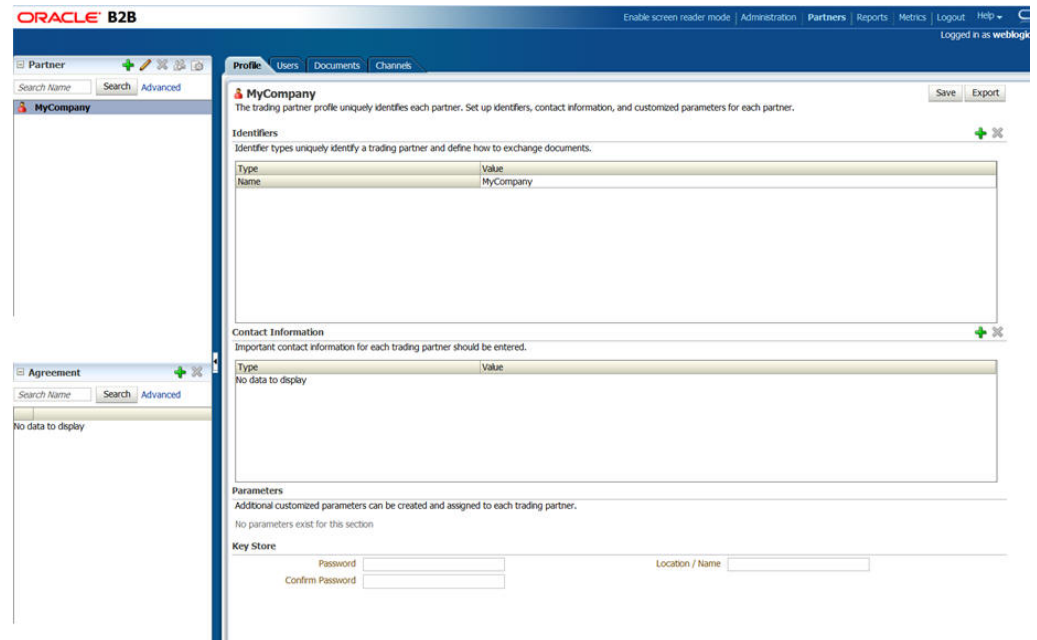 ORACLE B2B
Enable screen reader mode Administration Partners Reports Metrics Logout Help
Logged in as weblogic
Partner
Search Name Search Advanced
MyCompany
Agreement
Search Name Search Advanced
No data to display
Profile Users Documents Channels
MyCompany
Save Export
The trading partner profile uniquely identifies each partner. Set up identifiers, contact information, and customized parameters for each partner.
Identifiers
Identifier types uniquely identify a trading partner and define how to exchange documents.
Type Value
Name MyCompany
Contact Information
Important contact information for each trading partner should be entered.
Type Value
No data to display
Parameters
Additional customized parameters can be created and assigned to each trading partner.
No parameters exist for this section
Key Store
Password Location / Name
Confirm Password